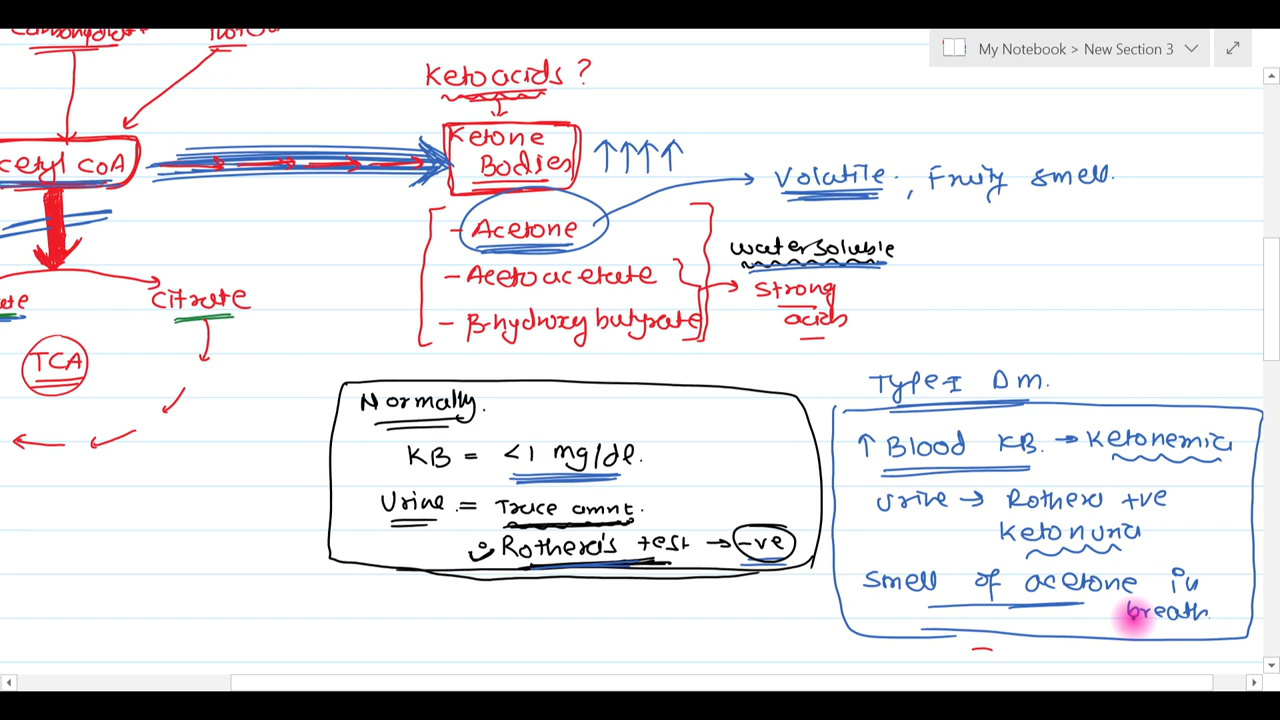 My Notebook > New Section 3
Ketoacids ?
acetyl CoA
Ketone
Bodies
↑↑↑↑
Volatile , Fruity smell.
- Acetone
- Acetoacetate
- β-hydroxy butyrate
water soluble
strong
acids
citrate
TCA
Normally.
KB = <1 mg/dl.
Urine = Trace amnt.
Rothera's test → -ve
Type I Dm.
↑ Blood KB. → Ketonemia
Urine → Rothera +ve
Ketonuria
Smell of acetone in
breath.